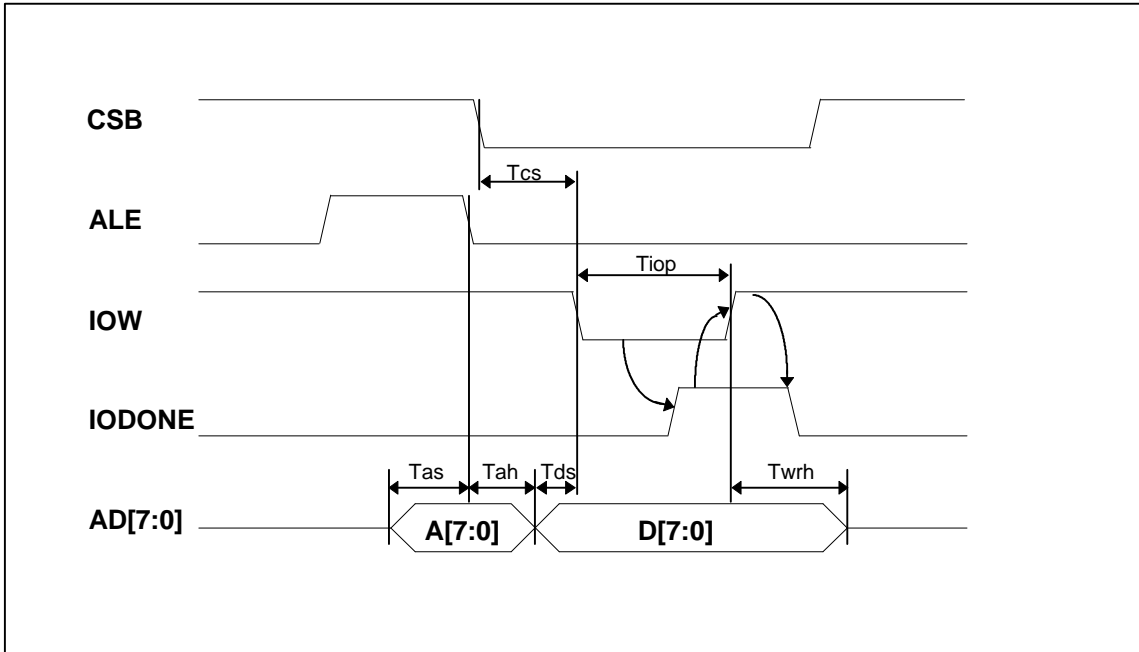 CSB
Tcs
ALE
Tiop
IOW
IODONE
Tas Tah Tds Twrh
AD[7:0] A[7:0] D[7:0]